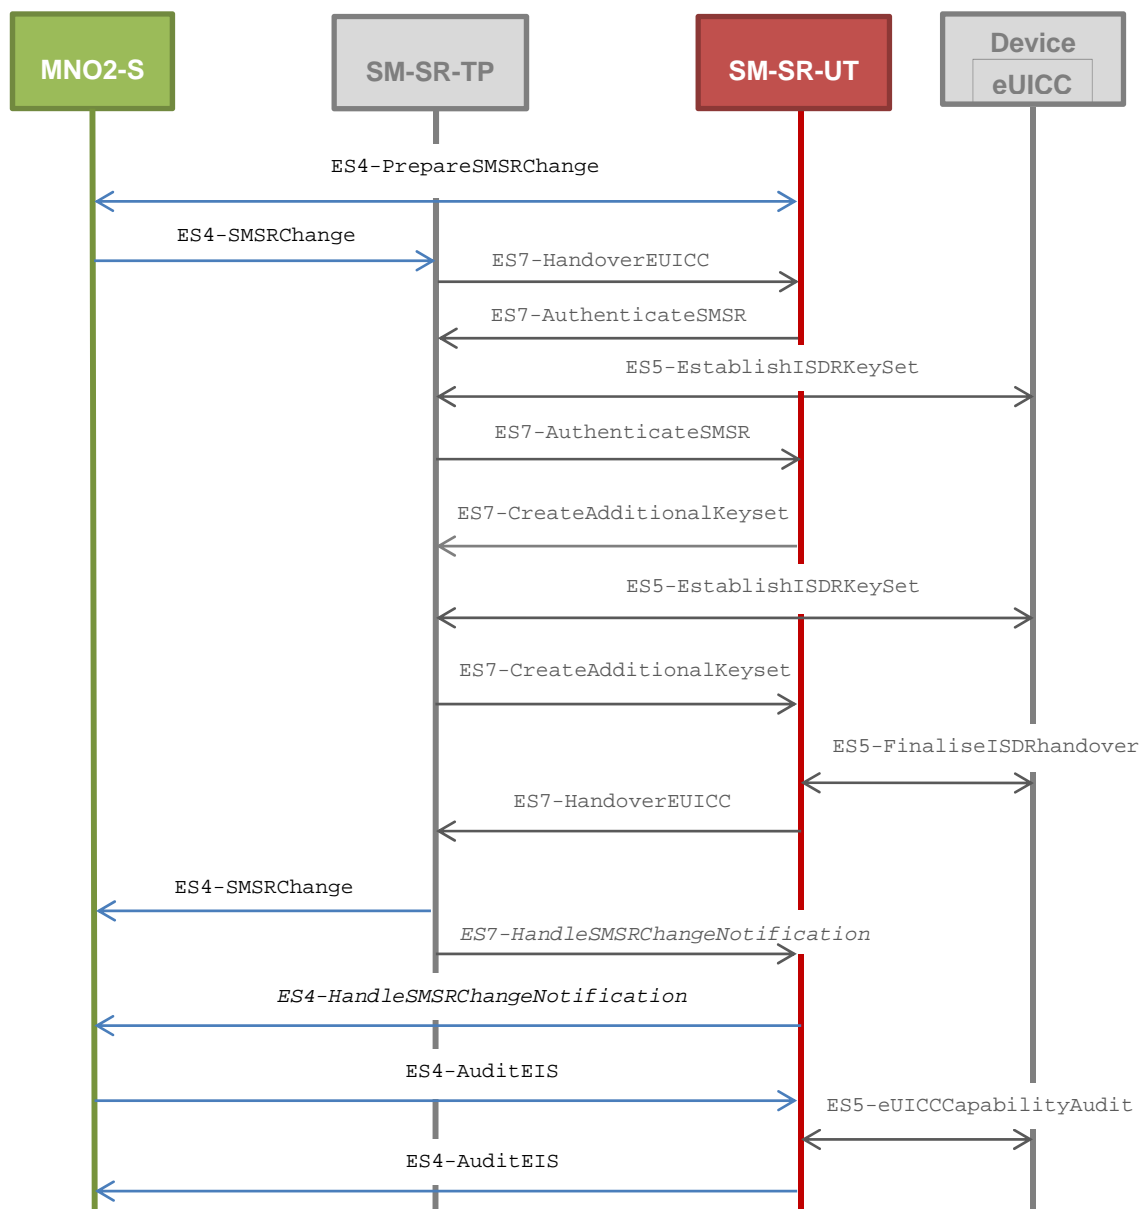 MNO2-S
SM-SR-TP
SM-SR-UT
Device
eUICC
ES4-PrepareSMSRChange
ES4-SMSRChange
ES7-HandoverEUICC
ES7-AuthenticateSMSR
ES5-EstablishISDRKeySet
ES7-AuthenticateSMSR
ES7-CreateAdditionalKeyset
ES5-EstablishISDRKeySet
ES7-CreateAdditionalKeyset
ES5-FinaliseISDRhandover
ES7-HandoverEUICC
ES4-SMSRChange
ES7-HandleSMSRChangeNotification
ES4-HandleSMSRChangeNotification
ES4-AuditEIS
ES5-eUICCCapabilityAudit
ES4-AuditEIS